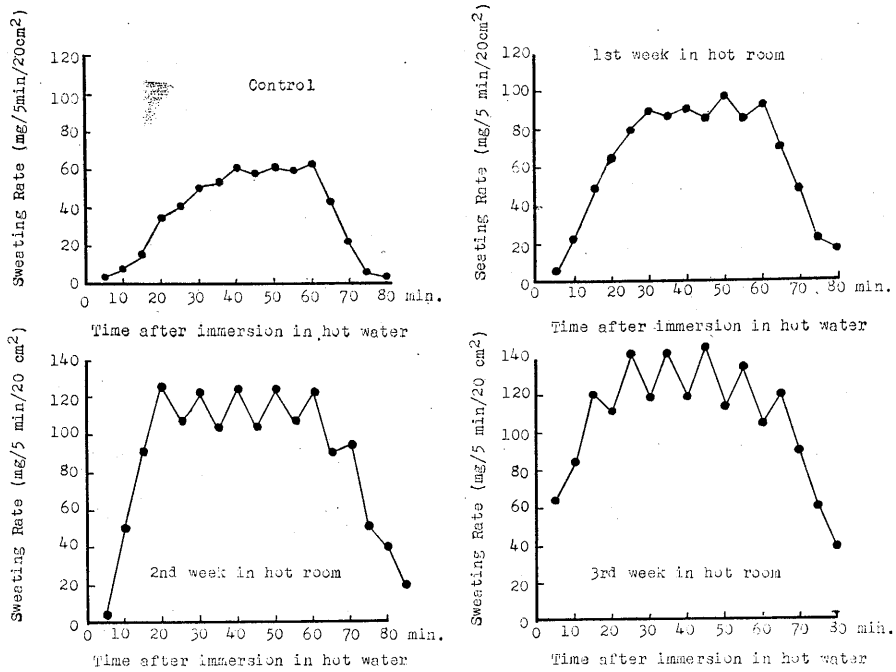 Sweating Rate (mg/5min/20cm²)
120
100
80
60
40
20
0
Control
10 20 30 40 50 60 70 80 min.
Time after immersion in hot water
Seating Rate (mg/5 min/20cm²)
120
100
80
60
40
20
0
1st week in hot room
10 20 30 40 50 60 70 80 min.
Time after immersion in hot water
Sweating Rate (mg/5 min/20 cm²)
140
120
100
80
60
40
20
0
2nd week in hot room
0 10 20 30 40 50 60 70 80 min.
Time after immersion in hot water
Sweating Rate (mg/5 min/20 cm²)
140
120
100
80
60
40
20
0
3rd week in hot room
0 10 20 30 40 50 60 70 80 min.
Time after immersion in hot water